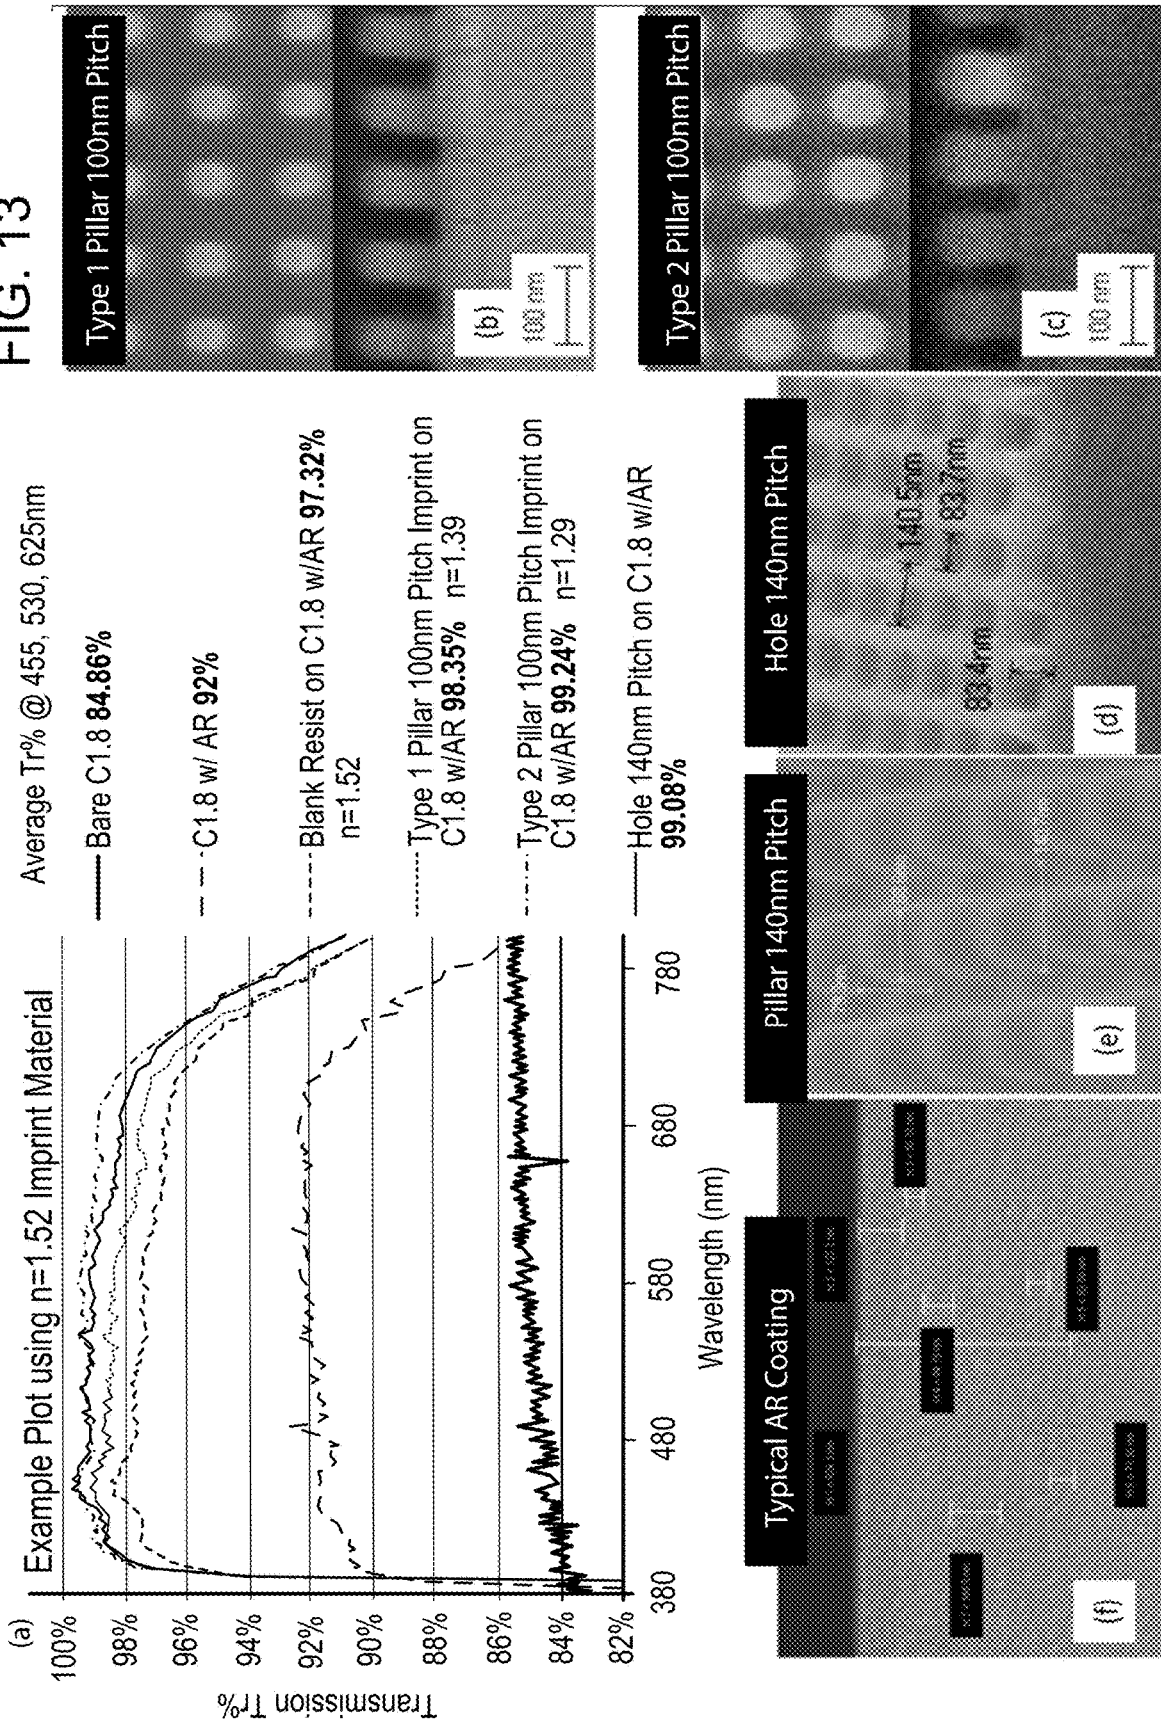 FIG. 13
(a)
Example Plot using n=1.52 Imprint Material
Transmission Tr%
100%
98%
96%
94%
92%
90%
88%
86%
84%
82%
380
480
580
680
780
Wavelength (nm)
Average Tr% @ 455, 530, 625nm
Bare C1.8 84.86%
C1.8 w/ AR 92%
Blank Resist on C1.8 w/AR 97.32%
n=1.52
Type 1 Pillar 100nm Pitch Imprint on
C1.8 w/AR 98.35% n=1.39
Type 2 Pillar 100nm Pitch Imprint on
C1.8 w/AR 99.24% n=1.29
Hole 140nm Pitch on C1.8 w/AR
99.08%
Type 1 Pillar 100nm Pitch
(b)
100 nm
Type 2 Pillar 100nm Pitch
(c)
100 nm
Typical AR Coating
(f)
Pillar 140nm Pitch
(e)
Hole 140nm Pitch
140.5nm
83.7nm
83.4nm
(d)